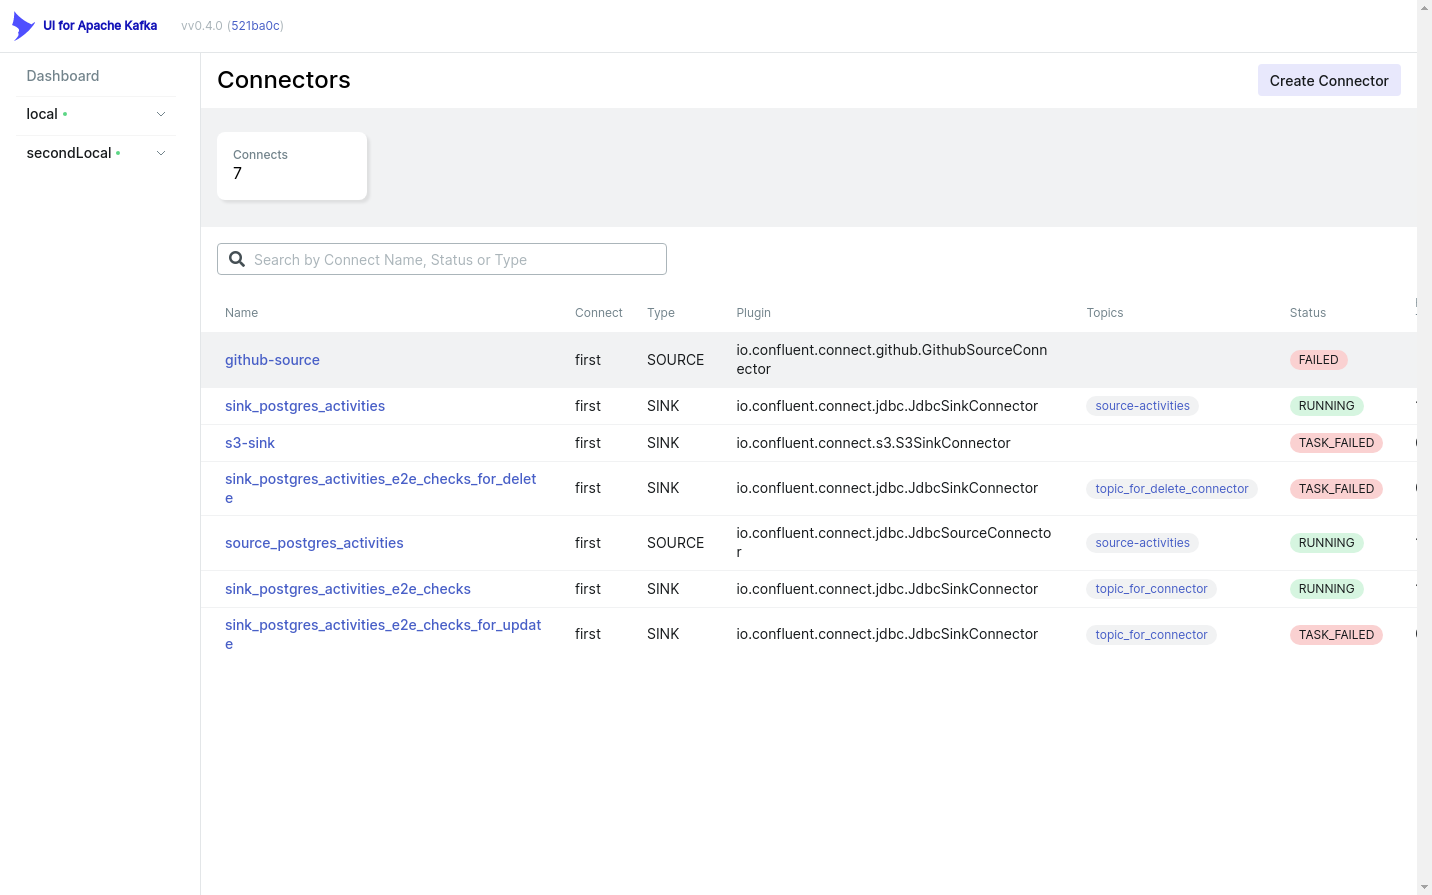 UI for Apache Kafka
vv0.4.0 (521ba0c)
Dashboard
local
secondLocal
Connectors
Create Connector
Connects
7
Search by Connect Name, Status or Type
Name Connect Type Plugin Topics Status
github-source first SOURCE io.confluent.connect.github.GithubSourceConn
ector FAILED
sink_postgres_activities first SINK io.confluent.connect.jdbc.JdbcSinkConnector source-activities RUNNING
s3-sink first SINK io.confluent.connect.s3.S3SinkConnector TASK_FAILED
sink_postgres_activities_e2e_checks_for_delet
e first SINK io.confluent.connect.jdbc.JdbcSinkConnector topic_for_delete_connector TASK_FAILED
source_postgres_activities first SOURCE io.confluent.connect.jdbc.JdbcSourceConnecto
r source-activities RUNNING
sink_postgres_activities_e2e_checks first SINK io.confluent.connect.jdbc.JdbcSinkConnector topic_for_connector RUNNING
sink_postgres_activities_e2e_checks_for_updat
e first SINK io.confluent.connect.jdbc.JdbcSinkConnector topic_for_connector TASK_FAILED